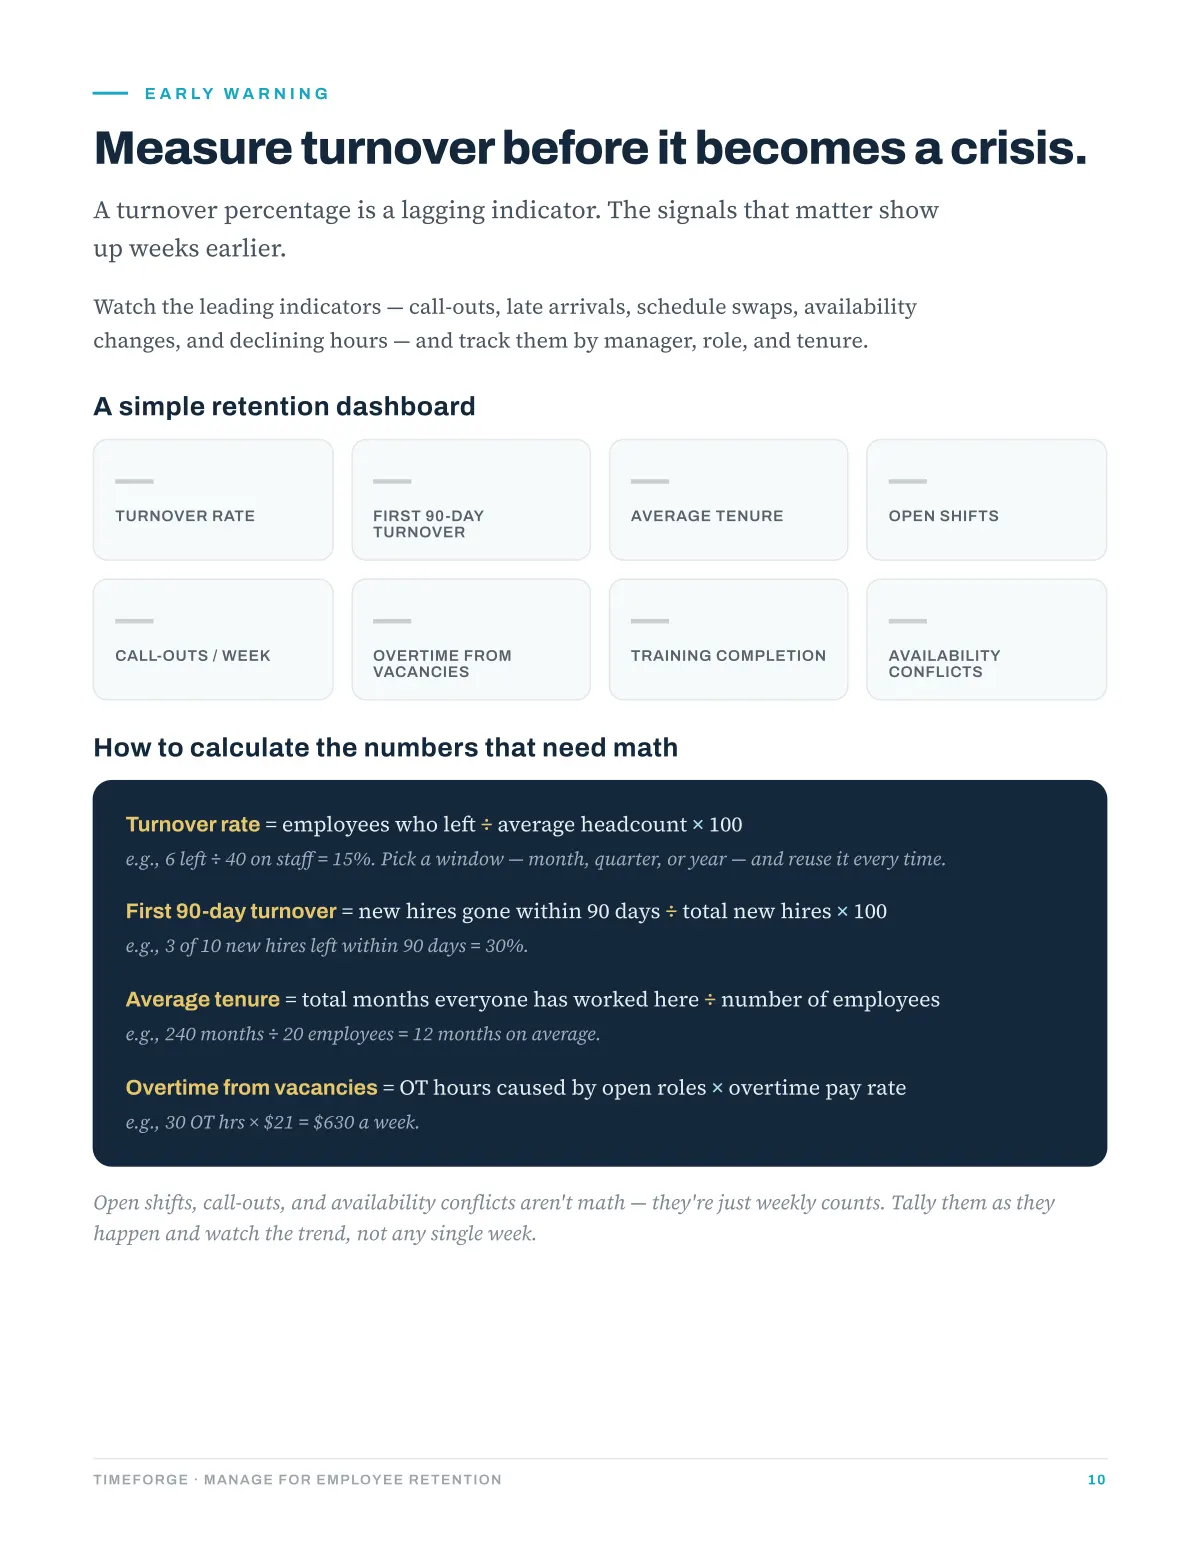 EARLY WARNING
Measure turnover before it becomes a crisis.
A turnover percentage is a lagging indicator. The signals that matter show
up weeks earlier.
Watch the leading indicators — call-outs, late arrivals, schedule swaps, availability
changes, and declining hours — and track them by manager, role, and tenure.
A simple retention dashboard
TURNOVER RATE
FIRST 90-DAY
TURNOVER
AVERAGE TENURE
OPEN SHIFTS
CALL-OUTS / WEEK
OVERTIME FROM
VACANCIES
TRAINING COMPLETION
AVAILABILITY
CONFLICTS
How to calculate the numbers that need math
Turnover rate = employees who left ÷ average headcount × 100
e.g., 6 left ÷ 40 on staff = 15%. Pick a window — month, quarter, or year — and reuse it every time.
First 90-day turnover = new hires gone within 90 days ÷ total new hires × 100
e.g., 3 of 10 new hires left within 90 days = 30%.
Average tenure = total months everyone has worked here ÷ number of employees
e.g., 240 months ÷ 20 employees = 12 months on average.
Overtime from vacancies = OT hours caused by open roles × overtime pay rate
e.g., 30 OT hrs × $21 = $630 a week.
Open shifts, call-outs, and availability conflicts aren't math — they're just weekly counts. Tally them as they
happen and watch the trend, not any single week.
TIMEFORGE · MANAGE FOR EMPLOYEE RETENTION
10